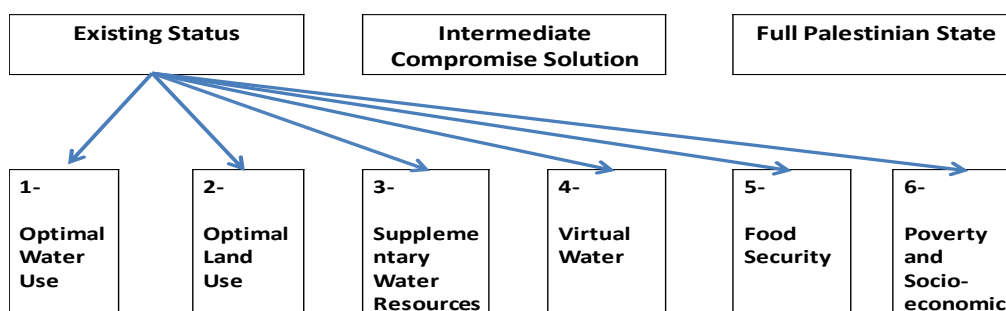 Existing Status
Intermediate
Compromise Solution
Full Palestinian State
1-
Optimal
Water
Use
2-
Optimal
Land
Use
3-
Suppleme
ntary
Water
Resources
4-
Virtual
Water
5-
Food
Security
6-
Poverty
and
Socio-
economic